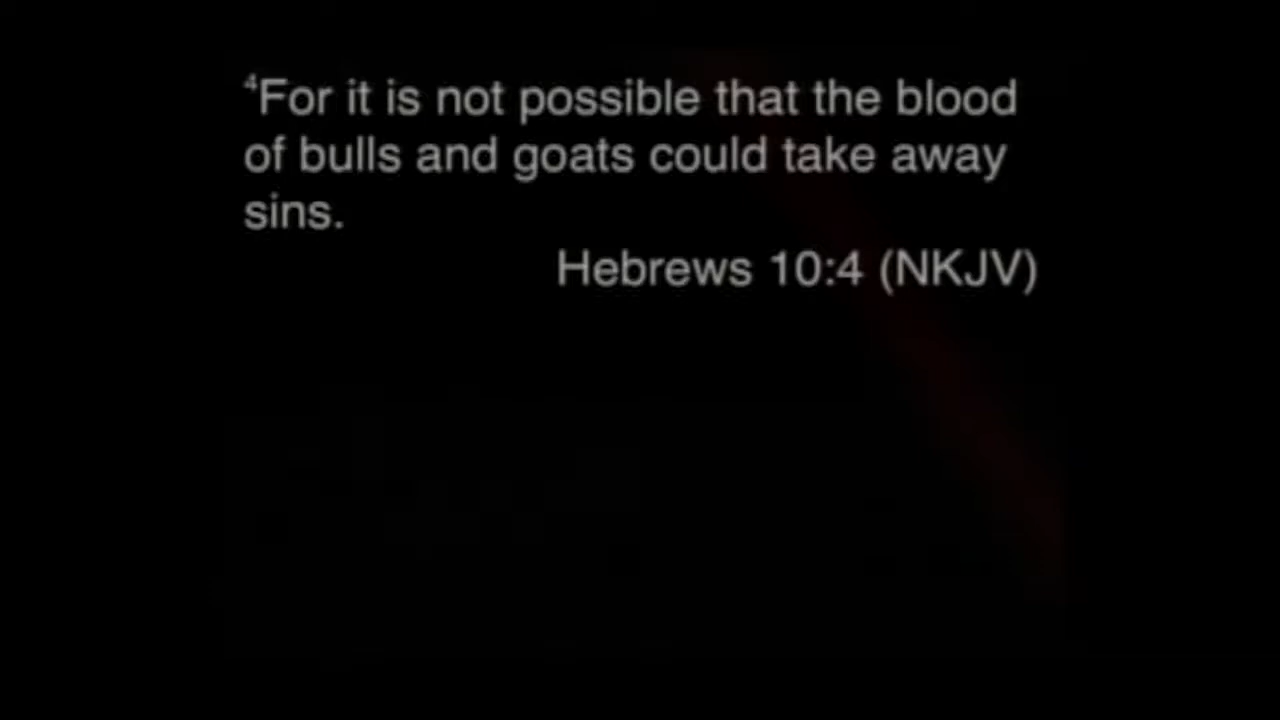 ⁴For it is not possible that the blood
of bulls and goats could take away
sins.
Hebrews 10:4 (NKJV)